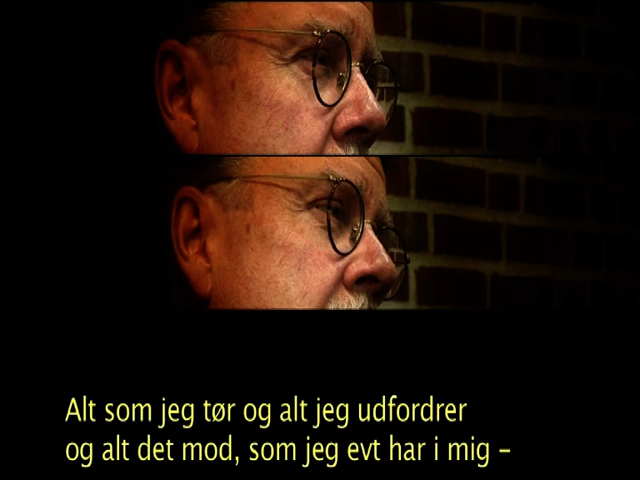 Alt som jeg tør og alt jeg udfordrer
og alt det mod, som jeg evt har i mig –